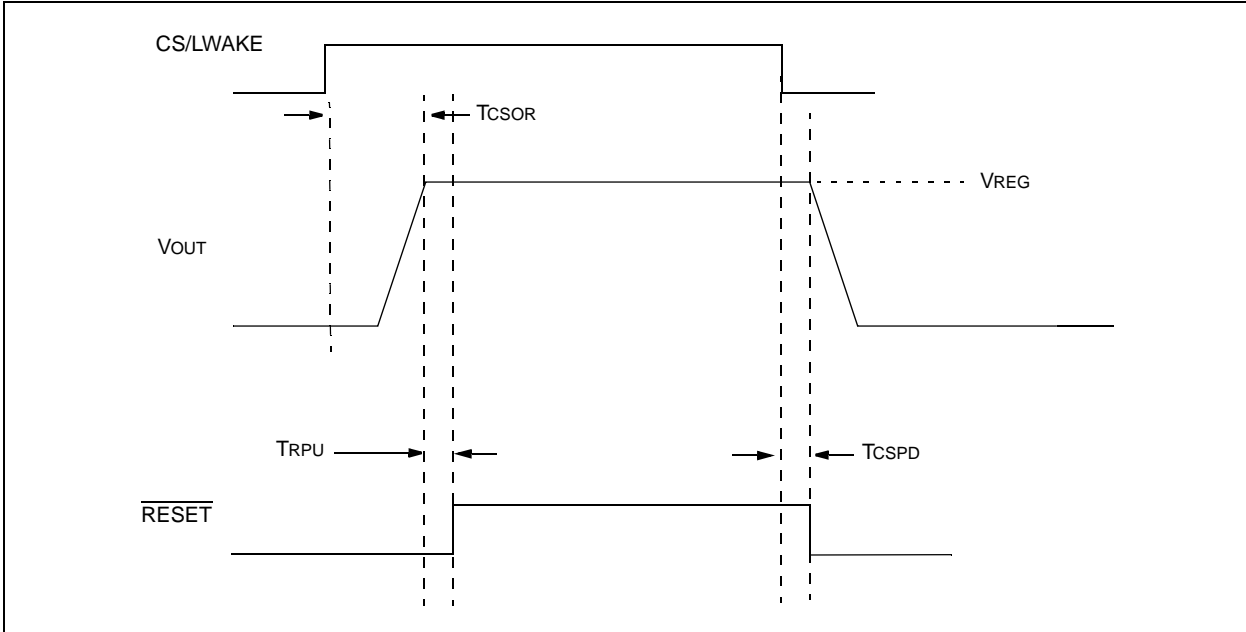 CS/LWAKE
TCSOR
VREG
VOUT
TRPU
TCSPD
RESET